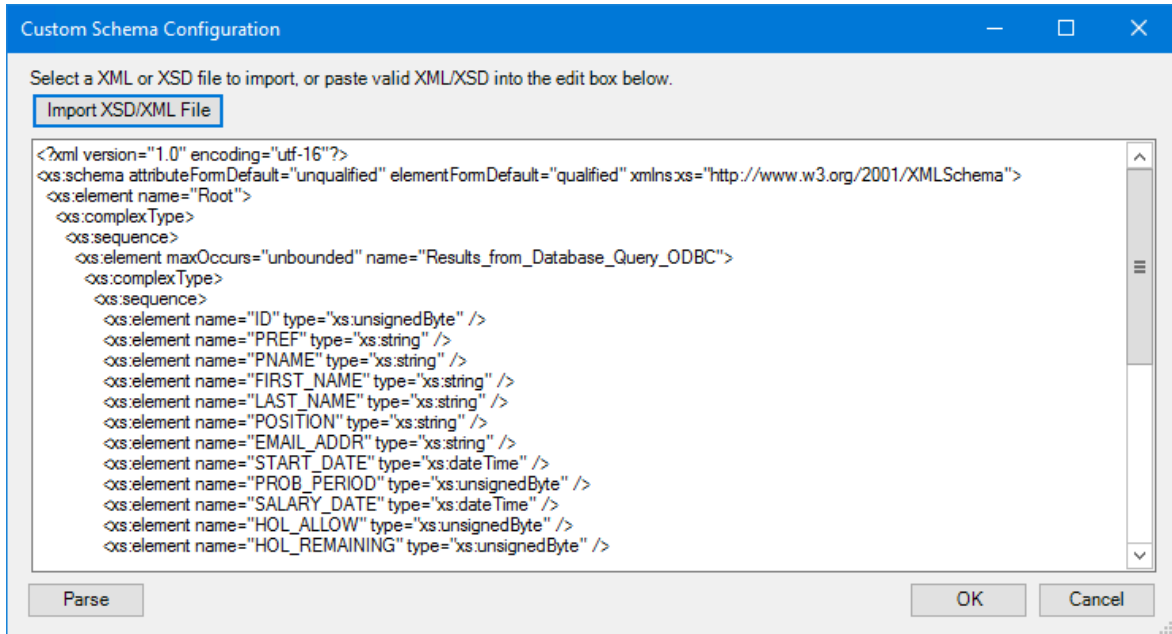 Custom Schema Configuration
Select a XML or XSD file to import, or paste valid XML/XSD into the edit box below.
Import XSD/XML File
<?xml version="1.0" encoding="utf-16"?>
<xs:schema attributeFormDefault="unqualified" elementFormDefault="qualified" xmlns:xs="http://www.w3.org/2001/XMLSchema">
<xs:element name="Root">
<xs:complexType>
<xs:sequence>
<xs:element maxOccurs="unbounded" name="Results_from_Database_Query_ODBC">
<xs:complexType>
<xs:sequence>
<xs:element name="ID" type="xs:unsignedByte" />
<xs:element name="PREF" type="xs:string" />
<xs:element name="PNAME" type="xs:string" />
<xs:element name="FIRST_NAME" type="xs:string" />
<xs:element name="LAST_NAME" type="xs:string" />
<xs:element name="POSITION" type="xs:string" />
<xs:element name="EMAIL_ADDR" type="xs:string" />
<xs:element name="START_DATE" type="xs:dateTime" />
<xs:element name="PROB_PERIOD" type="xs:unsignedByte" />
<xs:element name="SALARY_DATE" type="xs:dateTime" />
<xs:element name="HOL_ALLOW" type="xs:unsignedByte" />
<xs:element name="HOL_REMAINING" type="xs:unsignedByte" />
Parse OK Cancel